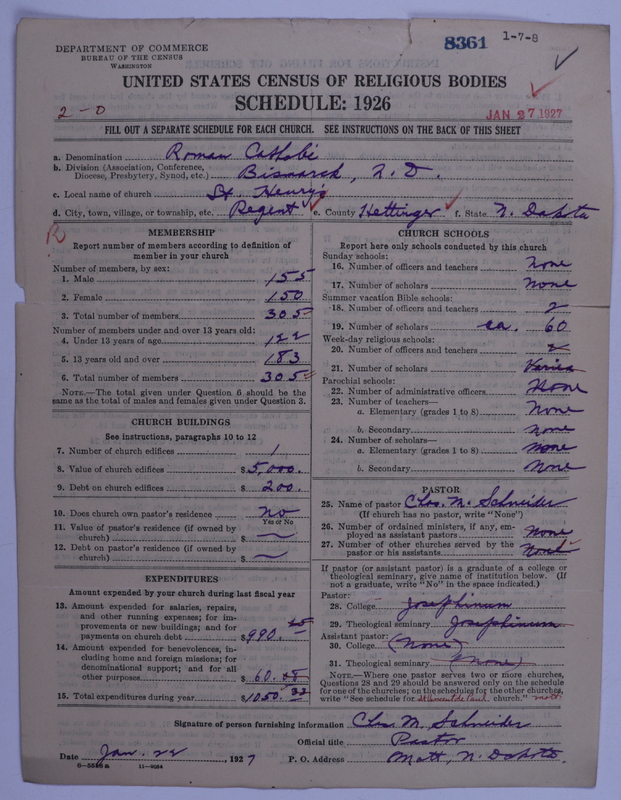 8361 1-7-8
DEPARTMENT OF COMMERCE
BUREAU OF THE CENSUS
WASHINGTON
UNITED STATES CENSUS OF RELIGIOUS BODIES
SCHEDULE: 1926
2-0
JAN 27 1927
FILL OUT A SEPARATE SCHEDULE FOR EACH CHURCH. SEE INSTRUCTIONS ON THE BACK OF THIS SHEET
a. Denomination Roman Catholic
b. Division (Association, Conference, Diocese, Presbytery, Synod, etc.) Bismarck, N. D.
c. Local name of church St. Henry's
d. City, town, village, or township, etc. Regent e. County Hettinger f. State N. Dakota
R
MEMBERSHIP
Report number of members according to definition of
member in your church
Number of members, by sex:
1. Male 155
2. Female 150
3. Total number of members 305
Number of members under and over 13 years old:
4. Under 13 years of age 122
5. 13 years old and over 183
6. Total number of members 305
NOTE.—The total given under Question 6 should be
same as the total of males and females given under Question 3.
CHURCH BUILDINGS
See instructions, paragraphs 10 to 12
7. Number of church edifices 1
8. Value of church edifices $5,000.
9. Debt on church edifices $200.
10. Does church own pastor's residence No
Yes or No
11. Value of pastor's residence (if owned by
church) $ —
12. Debt on pastor's residence (if owned by
church) $ —
EXPENDITURES
Amount expended by your church during last fiscal year
13. Amount expended for salaries, repairs,
and other running expenses; for im-
provements or new buildings; and for
payments on church debt $990.
14. Amount expended for benevolences, in-
cluding home and foreign missions; for
denominational support; and for all
other purposes $60.
15. Total expenditures during year $1050.
CHURCH SCHOOLS
Report here only schools conducted by this church
Sunday schools:
16. Number of officers and teachers None
17. Number of scholars None
Summer vacation Bible schools:
18. Number of officers and teachers 2
19. Number of scholars ca. 60
Week-day religious schools:
20. Number of officers and teachers 2
21. Number of scholars Varies
Parochial schools:
22. Number of administrative officers None
23. Number of teachers—
a. Elementary (grades 1 to 8) None
b. Secondary None
24. Number of scholars—
a. Elementary (grades 1 to 8) None
b. Secondary None
PASTOR
25. Name of pastor Chas. M. Schneider
(If church has no pastor, write "None")
26. Number of ordained ministers, if any, em-
ployed as assistant pastors None
27. Number of other churches served by the
pastor or his assistants
If pastor (or assistant pastor) is a graduate of a college or
theological seminary, give name of institution below. (If
not a graduate, write "No" in the space indicated.)
Pastor:
28. College Josephinum
29. Theological seminary Josephinum
Assistant pastor:
30. College (None)
31. Theological seminary (None)
NOTE.—Where one pastor serves two or more churches,
Questions 28 and 29 should be answered only on the schedule
for one of the churches; on the schedules for the other churches,
write "See schedule for St Vincent de Paul church." Mott
Signature of person furnishing information Chas. M. Schneider
Official title Pastor
Date Jan. 22, 1927 P. O. Address Mott, N. Dakota.
11-9064